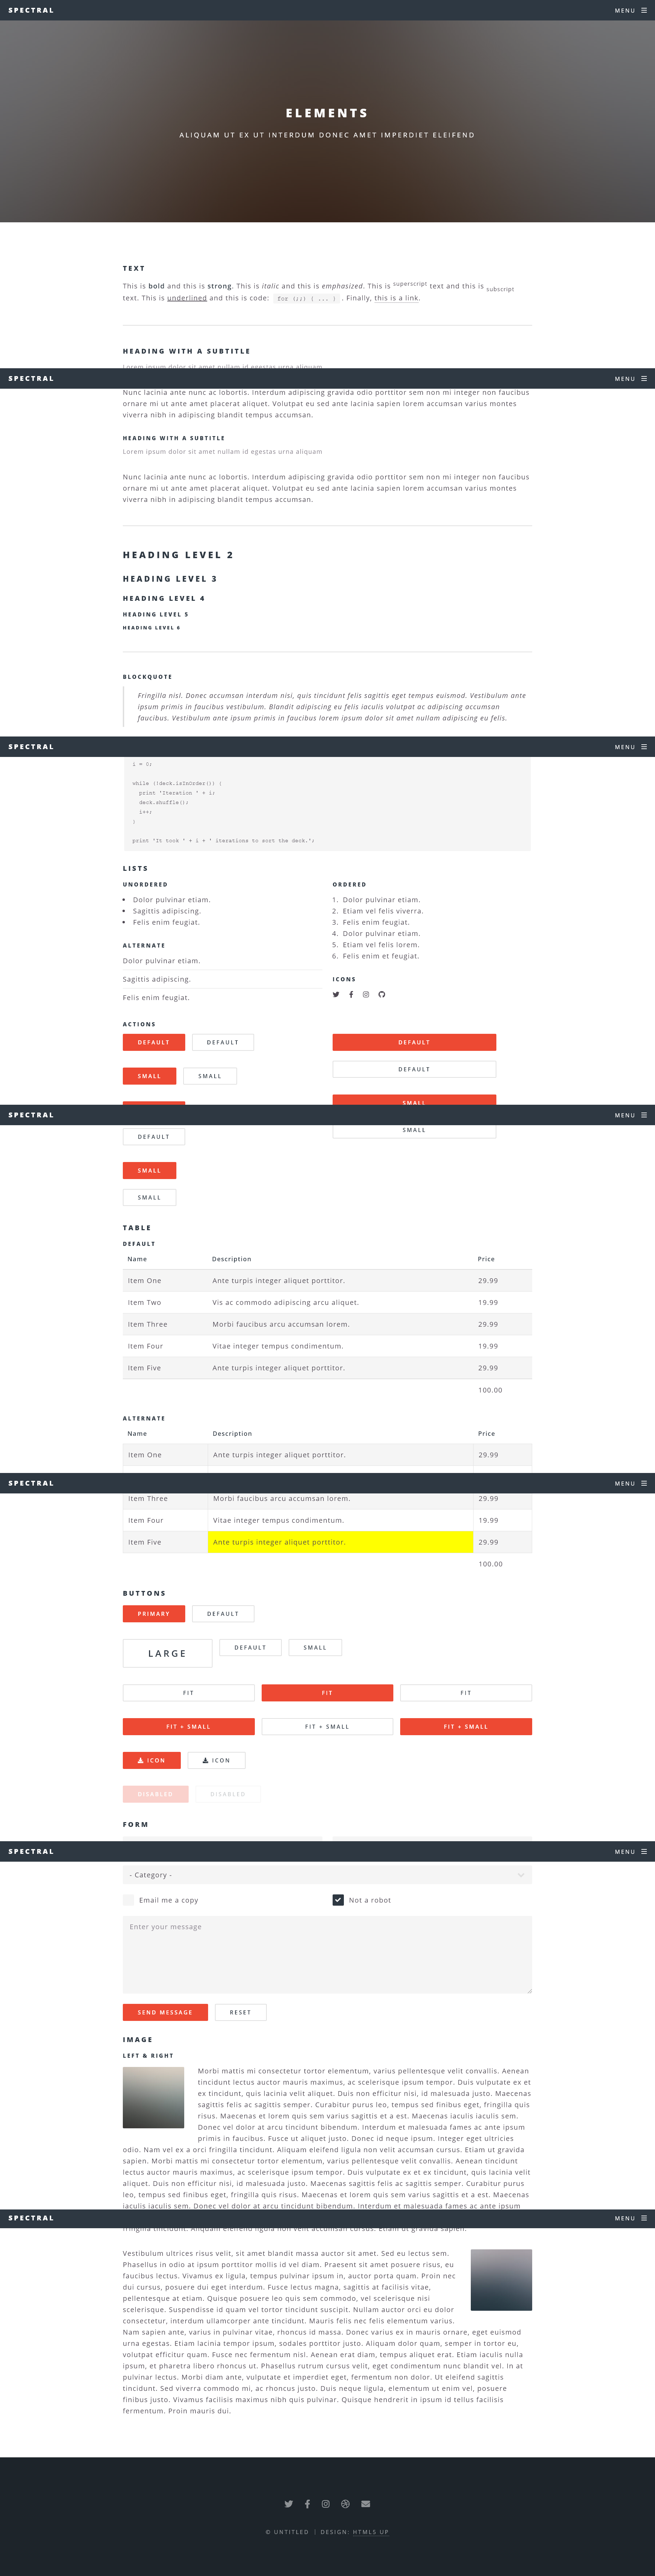 SPECTRAL MENU
ELEMENTS
ALIQUAM UT EX UT INTERDUM DONEC AMET IMPERDIET ELEIFEND
TEXT
This is bold and this is strong. This is italic and this is emphasized. This is superscript text and this is subscript
text. This is underlined and this is code: for (;;) { ... } . Finally, this is a link.
HEADING WITH A SUBTITLE
Lorem ipsum dolor sit amet nullam id egestas urna aliquam
SPECTRAL MENU
Nunc lacinia ante nunc ac lobortis. Interdum adipiscing gravida odio porttitor sem non mi integer non faucibus
ornare mi ut ante amet placerat aliquet. Volutpat eu sed ante lacinia sapien lorem accumsan varius montes
viverra nibh in adipiscing blandit tempus accumsan.
HEADING WITH A SUBTITLE
Lorem ipsum dolor sit amet nullam id egestas urna aliquam
Nunc lacinia ante nunc ac lobortis. Interdum adipiscing gravida odio porttitor sem non mi integer non faucibus
ornare mi ut ante amet placerat aliquet. Volutpat eu sed ante lacinia sapien lorem accumsan varius montes
viverra nibh in adipiscing blandit tempus accumsan.
HEADING LEVEL 2
HEADING LEVEL 3
HEADING LEVEL 4
HEADING LEVEL 5
HEADING LEVEL 6
BLOCKQUOTE
Fringilla nisl. Donec accumsan interdum nisi, quis tincidunt felis sagittis eget tempus euismod. Vestibulum ante
ipsum primis in faucibus vestibulum. Blandit adipiscing eu felis iaculis volutpat ac adipiscing accumsan
faucibus. Vestibulum ante ipsum primis in faucibus lorem ipsum dolor sit amet nullam adipiscing eu felis.
SPECTRAL MENU
i = 0;
while (!deck.isInOrder()) {
print 'Iteration ' + i;
deck.shuffle();
i++;
}
print 'It took ' + i + ' iterations to sort the deck.';
LISTS
UNORDERED
Dolor pulvinar etiam.
Sagittis adipiscing.
Felis enim feugiat.
ALTERNATE
Dolor pulvinar etiam.
Sagittis adipiscing.
Felis enim feugiat.
ORDERED
1. Dolor pulvinar etiam.
2. Etiam vel felis viverra.
3. Felis enim feugiat.
4. Dolor pulvinar etiam.
5. Etiam vel felis lorem.
6. Felis enim et feugiat.
ICONS
ACTIONS
DEFAULT DEFAULT DEFAULT
DEFAULT
SMALL SMALL
SMALL
SPECTRAL MENU
DEFAULT SMALL
SMALL
SMALL
TABLE
DEFAULT
Name Description Price
Item One Ante turpis integer aliquet porttitor. 29.99
Item Two Vis ac commodo adipiscing arcu aliquet. 19.99
Item Three Morbi faucibus arcu accumsan lorem. 29.99
Item Four Vitae integer tempus condimentum. 19.99
Item Five Ante turpis integer aliquet porttitor. 29.99
100.00
ALTERNATE
Name Description Price
Item One Ante turpis integer aliquet porttitor. 29.99
SPECTRAL MENU
Item Three Morbi faucibus arcu accumsan lorem. 29.99
Item Four Vitae integer tempus condimentum. 19.99
Item Five Ante turpis integer aliquet porttitor. 29.99
100.00
BUTTONS
PRIMARY DEFAULT
LARGE DEFAULT SMALL
FIT FIT FIT
FIT + SMALL FIT + SMALL FIT + SMALL
ICON ICON
DISABLED DISABLED
FORM
SPECTRAL MENU
- Category -
Email me a copy Not a robot
Enter your message
SEND MESSAGE RESET
IMAGE
LEFT & RIGHT
Morbi mattis mi consectetur tortor elementum, varius pellentesque velit convallis. Aenean
tincidunt lectus auctor mauris maximus, ac scelerisque ipsum tempor. Duis vulputate ex et
ex tincidunt, quis lacinia velit aliquet. Duis non efficitur nisi, id malesuada justo. Maecenas
sagittis felis ac sagittis semper. Curabitur purus leo, tempus sed finibus eget, fringilla quis
risus. Maecenas et lorem quis sem varius sagittis et a est. Maecenas iaculis iaculis sem.
Donec vel dolor at arcu tincidunt bibendum. Interdum et malesuada fames ac ante ipsum
primis in faucibus. Fusce ut aliquet justo. Donec id neque ipsum. Integer eget ultricies
odio. Nam vel ex a orci fringilla tincidunt. Aliquam eleifend ligula non velit accumsan cursus. Etiam ut gravida
sapien. Morbi mattis mi consectetur tortor elementum, varius pellentesque velit convallis. Aenean tincidunt
lectus auctor mauris maximus, ac scelerisque ipsum tempor. Duis vulputate ex et ex tincidunt, quis lacinia velit
aliquet. Duis non efficitur nisi, id malesuada justo. Maecenas sagittis felis ac sagittis semper. Curabitur purus
leo, tempus sed finibus eget, fringilla quis risus. Maecenas et lorem quis sem varius sagittis et a est. Maecenas
iaculis iaculis sem. Donec vel dolor at arcu tincidunt bibendum. Interdum et malesuada fames ac ante ipsum
SPECTRAL MENU
fringilla tincidunt. Aliquam eleifend ligula non velit accumsan cursus. Etiam ut gravida sapien.
Vestibulum ultrices risus velit, sit amet blandit massa auctor sit amet. Sed eu lectus sem.
Phasellus in odio at ipsum porttitor mollis id vel diam. Praesent sit amet posuere risus, eu
faucibus lectus. Vivamus ex ligula, tempus pulvinar ipsum in, auctor porta quam. Proin nec
dui cursus, posuere dui eget interdum. Fusce lectus magna, sagittis at facilisis vitae,
pellentesque at etiam. Quisque posuere leo quis sem commodo, vel scelerisque nisi
scelerisque. Suspendisse id quam vel tortor tincidunt suscipit. Nullam auctor orci eu dolor
consectetur, interdum ullamcorper ante tincidunt. Mauris felis nec felis elementum varius.
Nam sapien ante, varius in pulvinar vitae, rhoncus id massa. Donec varius ex in mauris ornare, eget euismod
urna egestas. Etiam lacinia tempor ipsum, sodales porttitor justo. Aliquam dolor quam, semper in tortor eu,
volutpat efficitur quam. Fusce nec fermentum nisl. Aenean erat diam, tempus aliquet erat. Etiam iaculis nulla
ipsum, et pharetra libero rhoncus ut. Phasellus rutrum cursus velit, eget condimentum nunc blandit vel. In at
pulvinar lectus. Morbi diam ante, vulputate et imperdiet eget, fermentum non dolor. Ut eleifend sagittis
tincidunt. Sed viverra commodo mi, ac rhoncus justo. Duis neque ligula, elementum ut enim vel, posuere
finibus justo. Vivamus facilisis maximus nibh quis pulvinar. Quisque hendrerit in ipsum id tellus facilisis
fermentum. Proin mauris dui.
© UNTITLED DESIGN: HTML5 UP